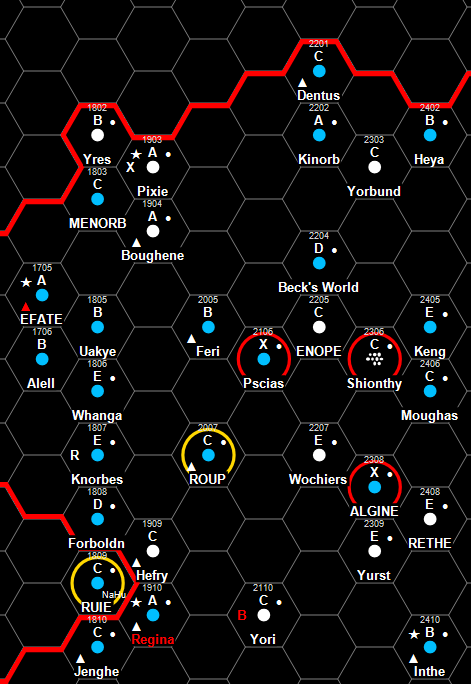 2201
C
Dentus
1802
B
Yres
2202
A
Kinorb
2402
B
Heya
1903
A
X
Pixie
2303
C
Yorbund
1803
C
MENORB
1904
A
Boughene
2204
D
Beck's World
1705
A
EFATE
1805
B
Uakye
2005
B
Feri
2205
C
ENOPE
2405
E
Keng
1706
B
Alell
2106
X
Pscias
2306
C
Shionthy
1806
E
Whanga
2406
C
Moughas
1807
E
R
Knorbes
2007
C
ROUP
2207
E
Wochiers
2308
X
ALGINE
1808
D
Forboldn
2408
E
RETHE
1909
C
Hefry
2309
E
Yurst
1809
C
NaHu
RUIE
1910
A
Regina
2110
C
B
Yori
1810
C
Jenghe
2410
B
Inthe